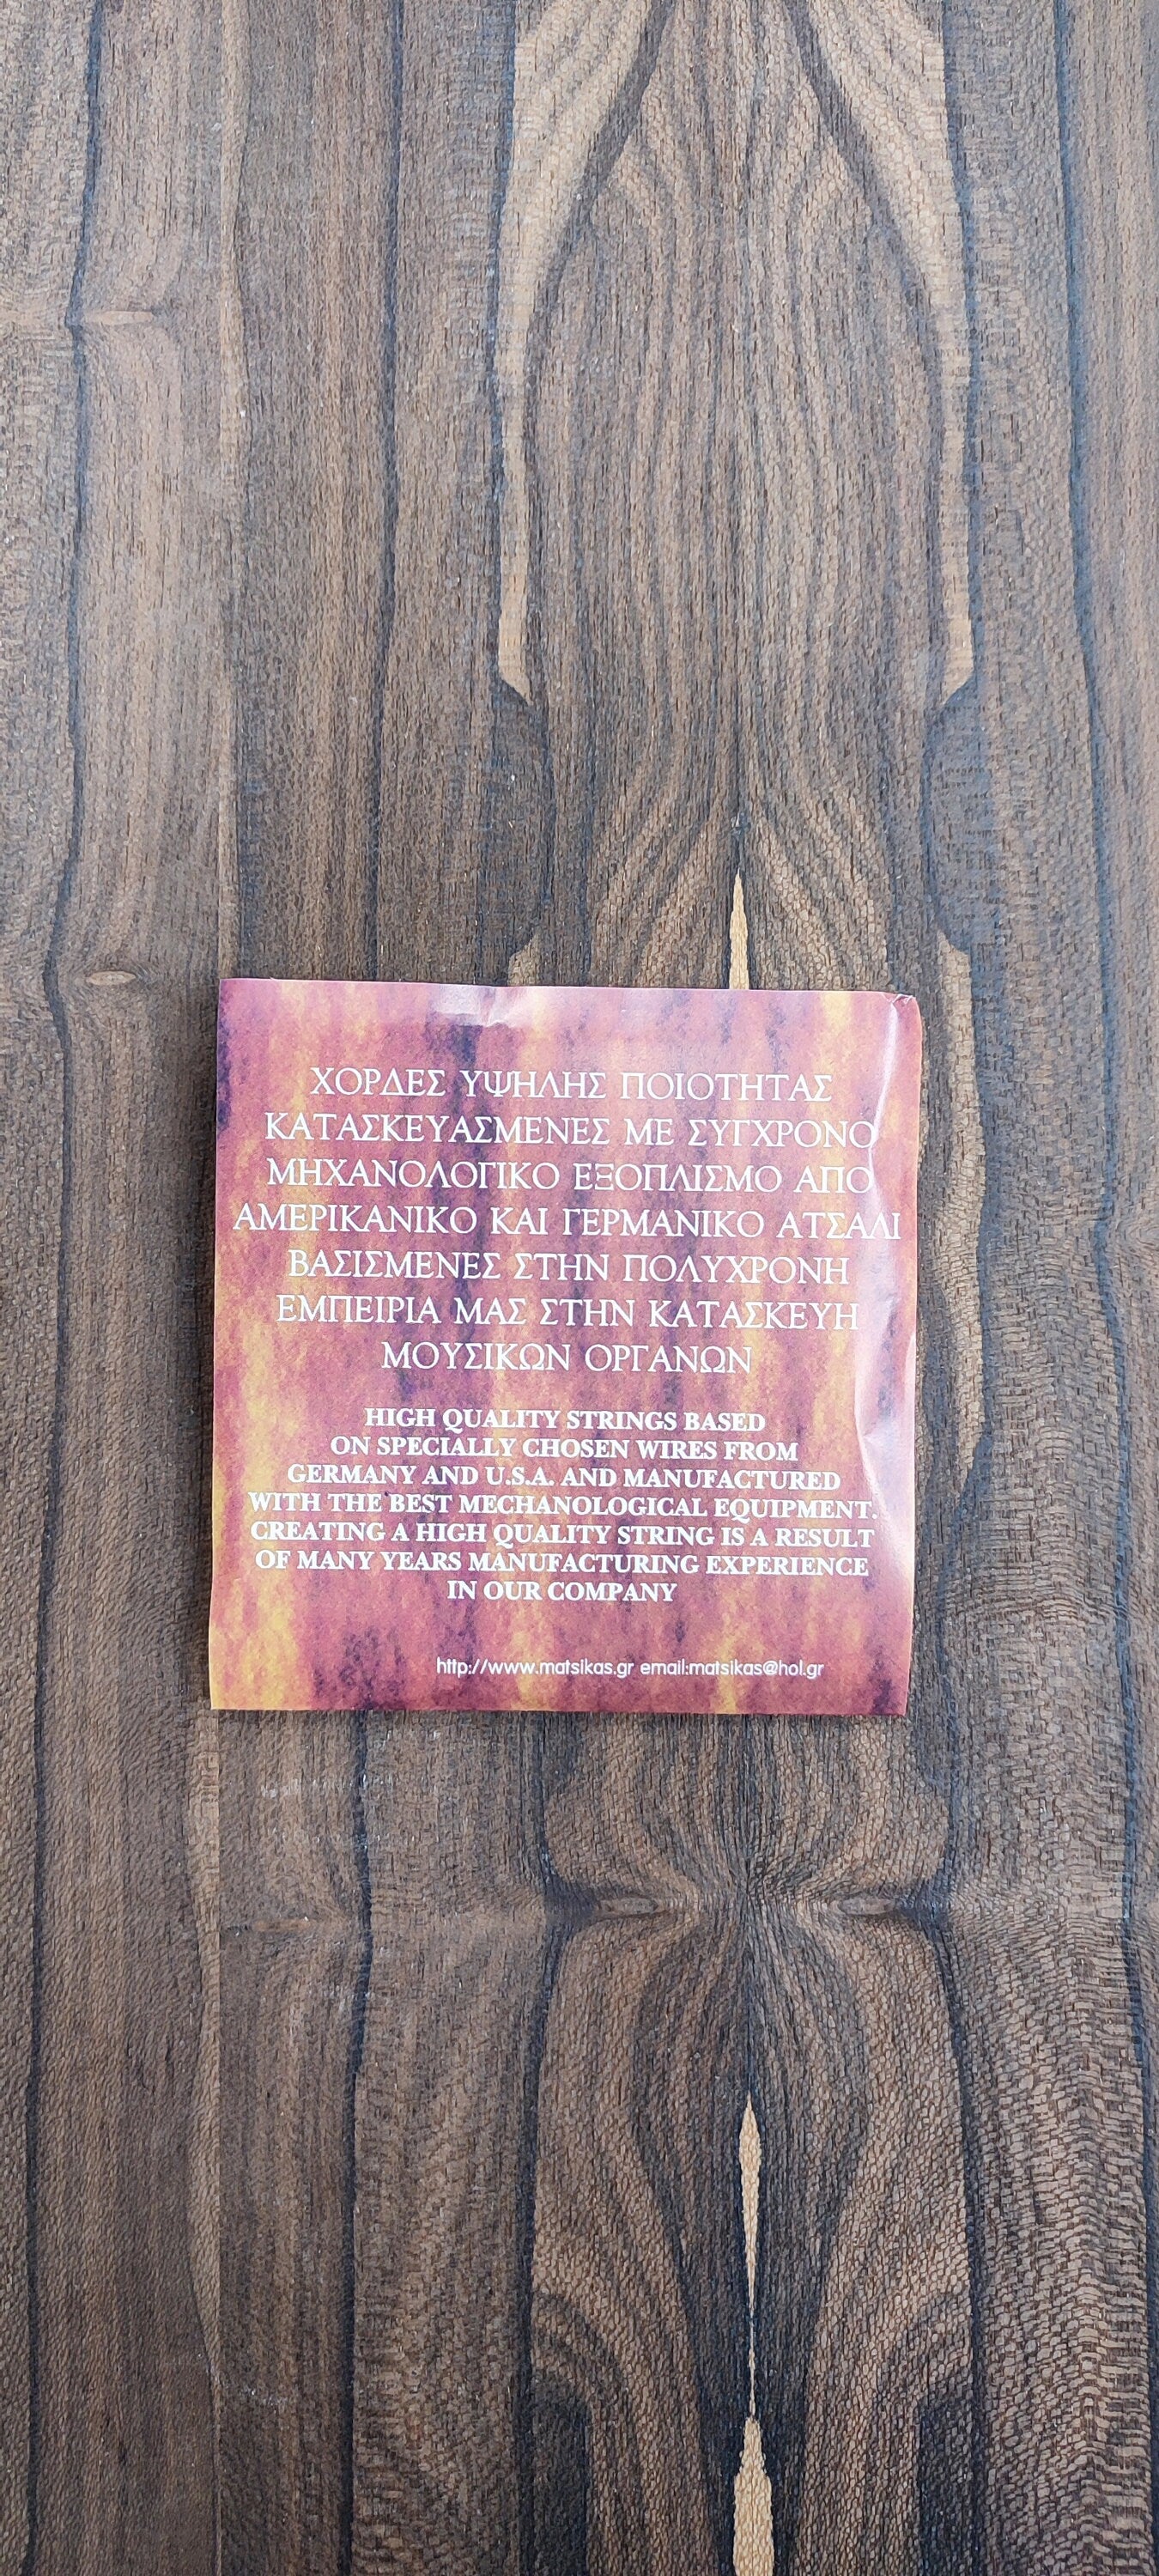 ΧΟΡΔΕΣ ΥΨΗΛΗΣ ΠΟΙΟΤΗΤΑΣ
ΚΑΤΑΣΚΕΥΑΣΜΕΝΕΣ ΜΕ ΣΥΓΧΡΟΝΟ
ΜΗΧΑΝΟΛΟΓΙΚΟ ΕΞΟΠΛΙΣΜΟ ΑΠΟ
ΑΜΕΡΙΚΑΝΙΚΟ ΚΑΙ ΓΕΡΜΑΝΙΚΟ ΑΤΣΑΛΙ
ΒΑΣΙΣΜΕΝΕΣ ΣΤΗΝ ΠΟΛΥΧΡΟΝΗ
ΕΜΠΕΙΡΙΑ ΜΑΣ ΣΤΗΝ ΚΑΤΑΣΚΕΥΗ
ΜΟΥΣΙΚΩΝ ΟΡΓΑΝΩΝ
HIGH QUALITY STRINGS BASED
ON SPECIALLY CHOSEN WIRES FROM
GERMANY AND U.S.A. AND MANUFACTURED
WITH THE BEST MECHANOLOGICAL EQUIPMENT.
CREATING A HIGH QUALITY STRING IS A RESULT
OF MANY YEARS MANUFACTURING EXPERIENCE
IN OUR COMPANY
http://www.matsikas.gr email:matsikas@hol.gr